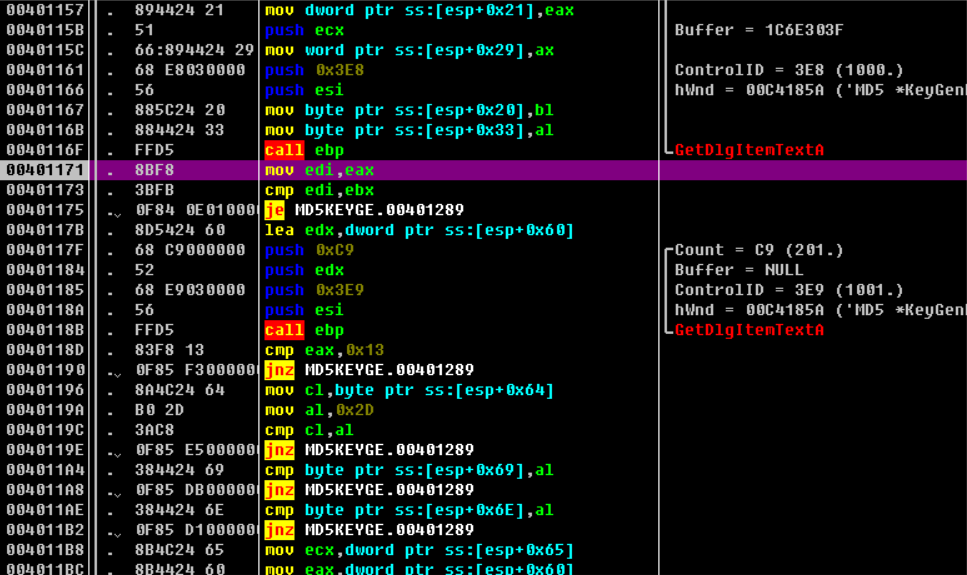 00401157 . 894424 21 mov dword ptr ss:[esp+0x21],eax
0040115B . 51 push ecx Buffer = 1C6E303F
0040115C . 66:894424 29 mov word ptr ss:[esp+0x29],ax
00401161 . 68 E8030000 push 0x3E8 ControlID = 3E8 (1000.)
00401166 . 56 push esi hWnd = 00C4185A ('MD5 *KeyGen
00401167 . 885C24 20 mov byte ptr ss:[esp+0x20],bl
0040116B . 884424 33 mov byte ptr ss:[esp+0x33],al
0040116F . FFD5 call ebp GetDlgItemTextA
00401171 . 8BF8 mov edi,eax
00401173 . 3BFB cmp edi,ebx
00401175 . 0F84 0E01000 je MD5KEYGE.00401289
0040117B . 8D5424 60 lea edx,dword ptr ss:[esp+0x60]
0040117F . 68 C9000000 push 0xC9 Count = C9 (201.)
00401184 . 52 push edx Buffer = NULL
00401185 . 68 E9030000 push 0x3E9 ControlID = 3E9 (1001.)
0040118A . 56 push esi hWnd = 00C4185A ('MD5 *KeyGen
0040118B . FFD5 call ebp GetDlgItemTextA
0040118D . 83F8 13 cmp eax,0x13
00401190 . 0F85 F300000 jnz MD5KEYGE.00401289
00401196 . 8A4C24 64 mov cl,byte ptr ss:[esp+0x64]
0040119A . B0 2D mov al,0x2D
0040119C . 3AC8 cmp cl,al
0040119E . 0F85 E500000 jnz MD5KEYGE.00401289
004011A4 . 384424 69 cmp byte ptr ss:[esp+0x69],al
004011A8 . 0F85 DB00000 jnz MD5KEYGE.00401289
004011AE . 384424 6E cmp byte ptr ss:[esp+0x6E],al
004011B2 . 0F85 D100000 jnz MD5KEYGE.00401289
004011B8 . 8B4C24 65 mov ecx,dword ptr ss:[esp+0x65]
004011BC . 8B4424 60 mov eax,dword ptr ss:[esp+0x60]